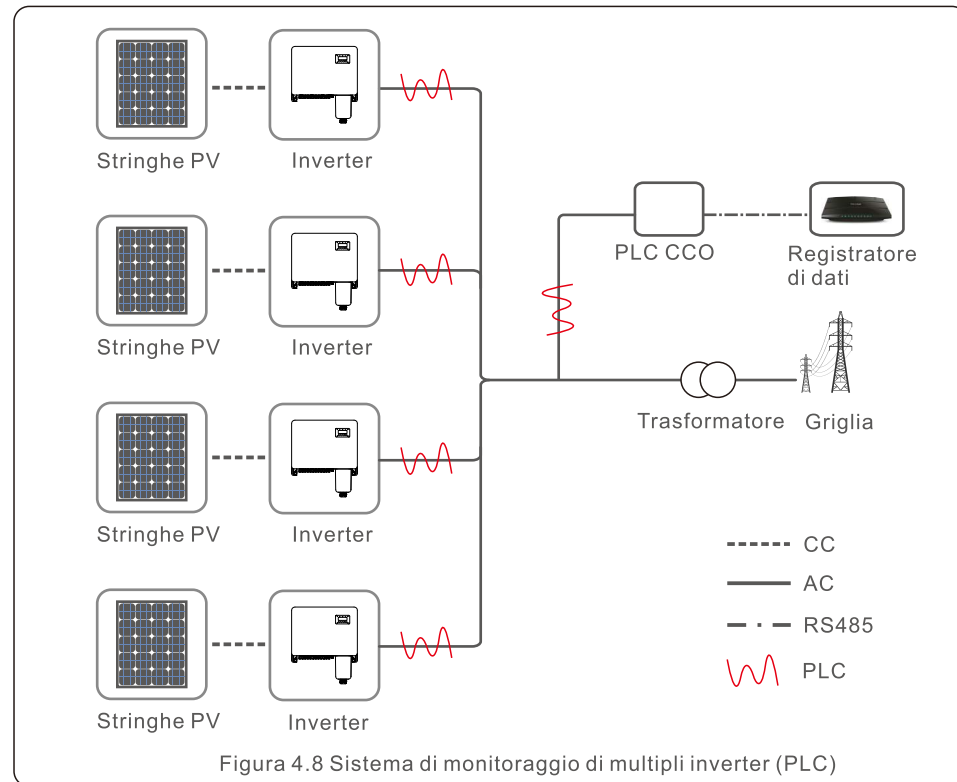 Stringhe PV
Inverter
PLC CCO
Registratore
di dati
Stringhe PV
Inverter
Trasformatore
Griglia
Stringhe PV
Inverter
CC
AC
RS485
PLC
Stringhe PV
Inverter
Figura 4.8 Sistema di monitoraggio di multipli inverter (PLC)